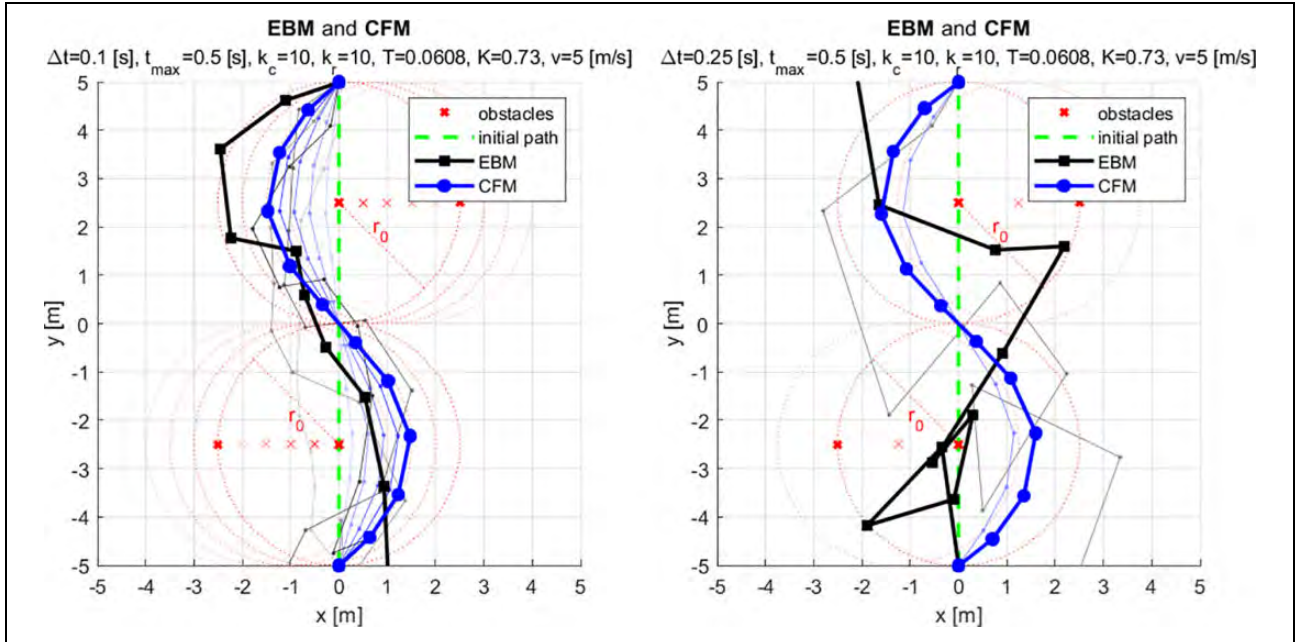 EBM and CFM
Δt=0.1 [s], t_max=0.5 [s], k_c=10, k_r=10, T=0.0608, K=0.73, v=5 [m/s]
5
4
3
2
1
0
-1
-2
-3
-4
-5
y [m]
obstacles
initial path
EBM
CFM
r_0
r_0
-5 -4 -3 -2 -1 0 1 2 3 4 5
x [m]
EBM and CFM
Δt=0.25 [s], t_max=0.5 [s], k_c=10, k_r=10, T=0.0608, K=0.73, v=5 [m/s]
5
4
3
2
1
0
-1
-2
-3
-4
-5
y [m]
obstacles
initial path
EBM
CFM
r_0
r_0
-5 -4 -3 -2 -1 0 1 2 3 4 5
x [m]